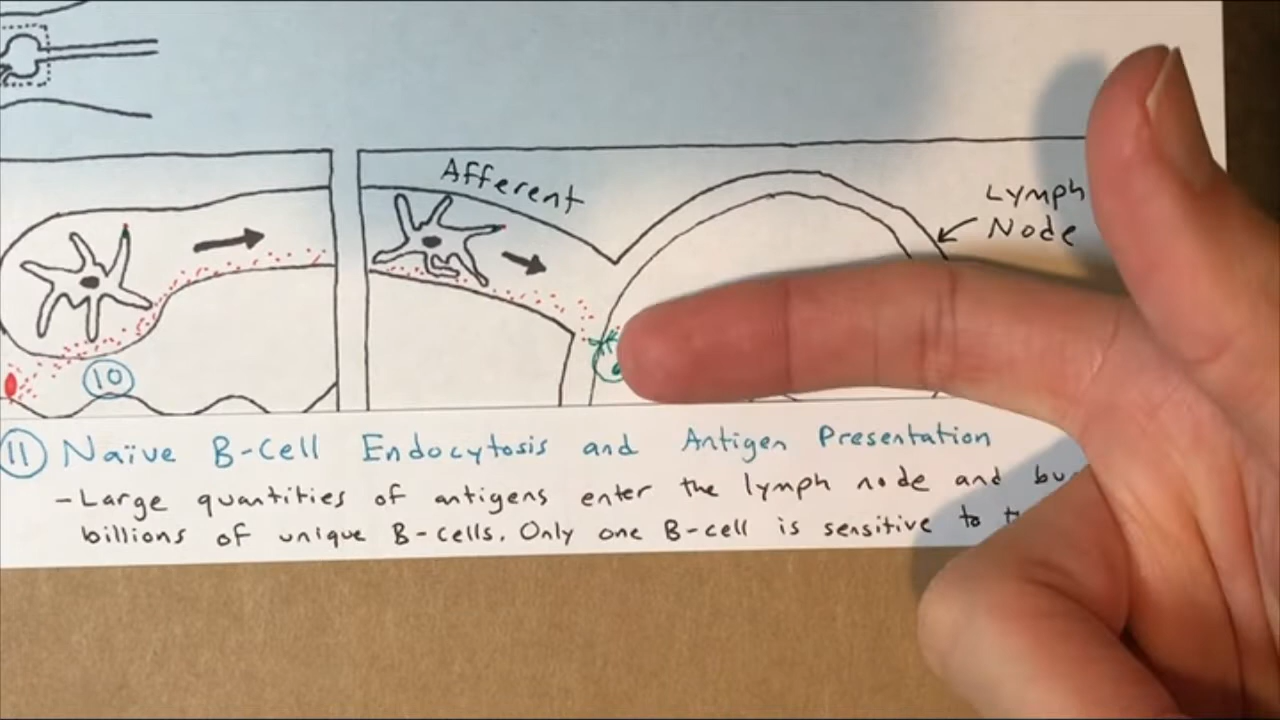 Afferent
Lymph
Node
10
11 Naïve B-Cell Endocytosis and Antigen Presentation
- Large quantities of antigens enter the lymph node and
billions of unique B-cells. Only one B-cell is sensitive to